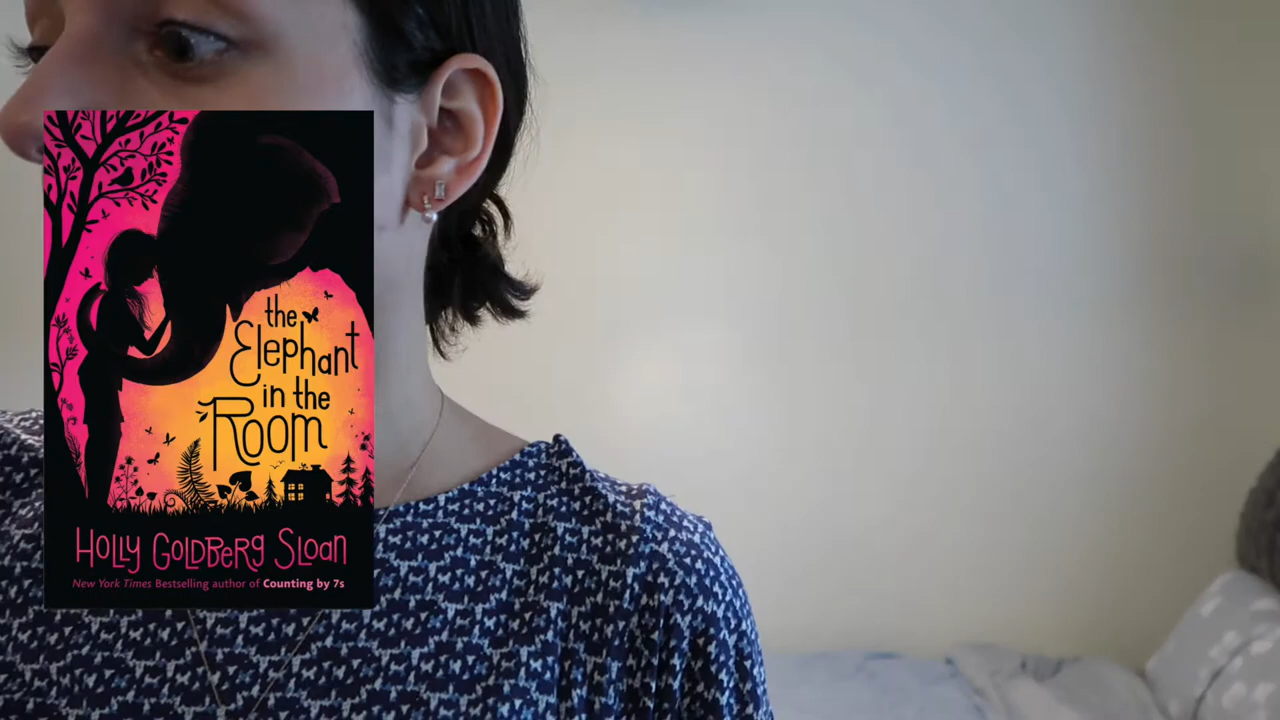 the
Elephant
in the
Room
Holly Goldberg Sloan
New York Times Bestselling author of Counting by 7s